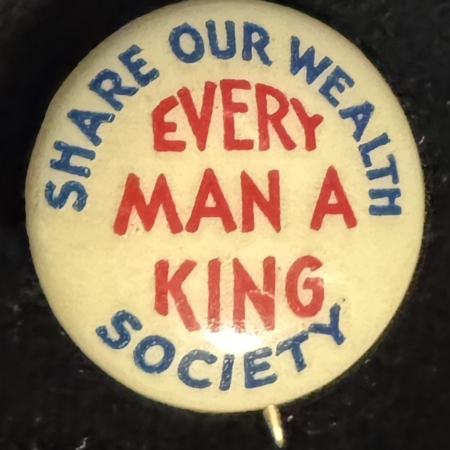 SHARE OUR WEALTH
EVERY
MAN A
KING
SOCIETY